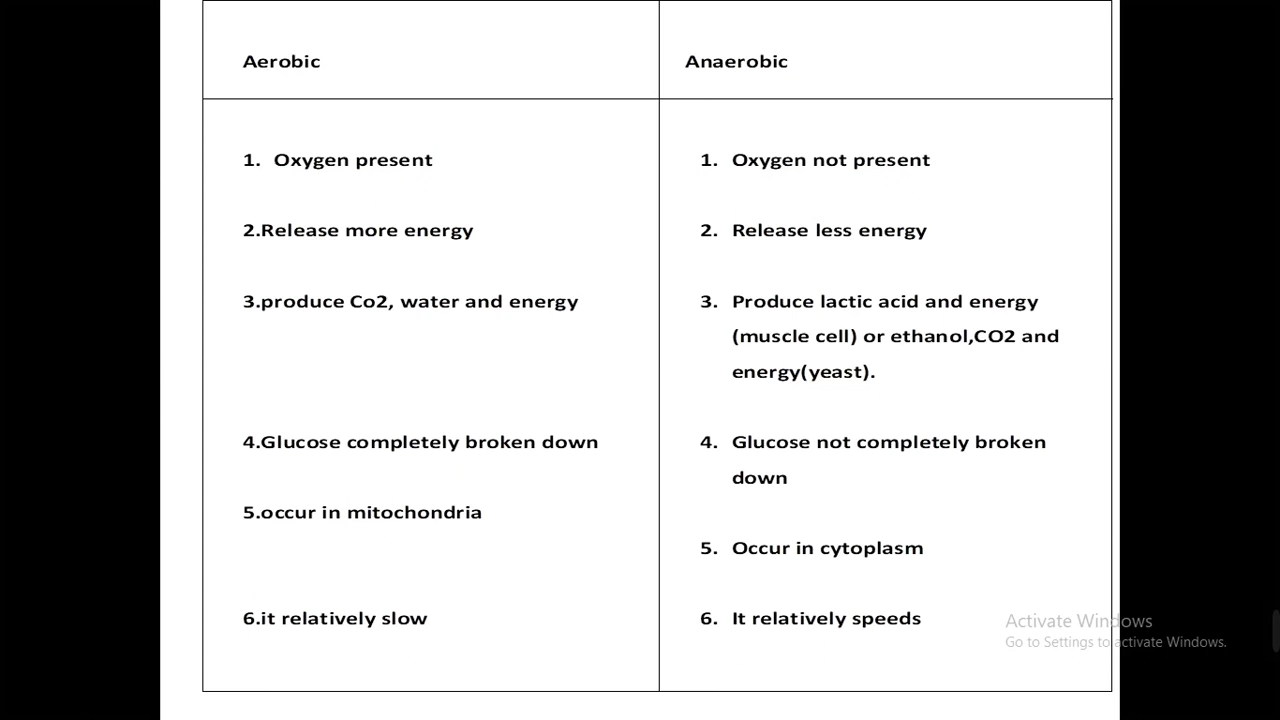 Aerobic
Anaerobic
1. Oxygen present
2.Release more energy
3.produce Co2, water and energy
4.Glucose completely broken down
5.occur in mitochondria
6.it relatively slow
1. Oxygen not present
2. Release less energy
3. Produce lactic acid and energy
(muscle cell) or ethanol,CO2 and
energy(yeast).
4. Glucose not completely broken
down
5. Occur in cytoplasm
6. It relatively speeds
Activate Windows
Go to Settings to activate Windows.